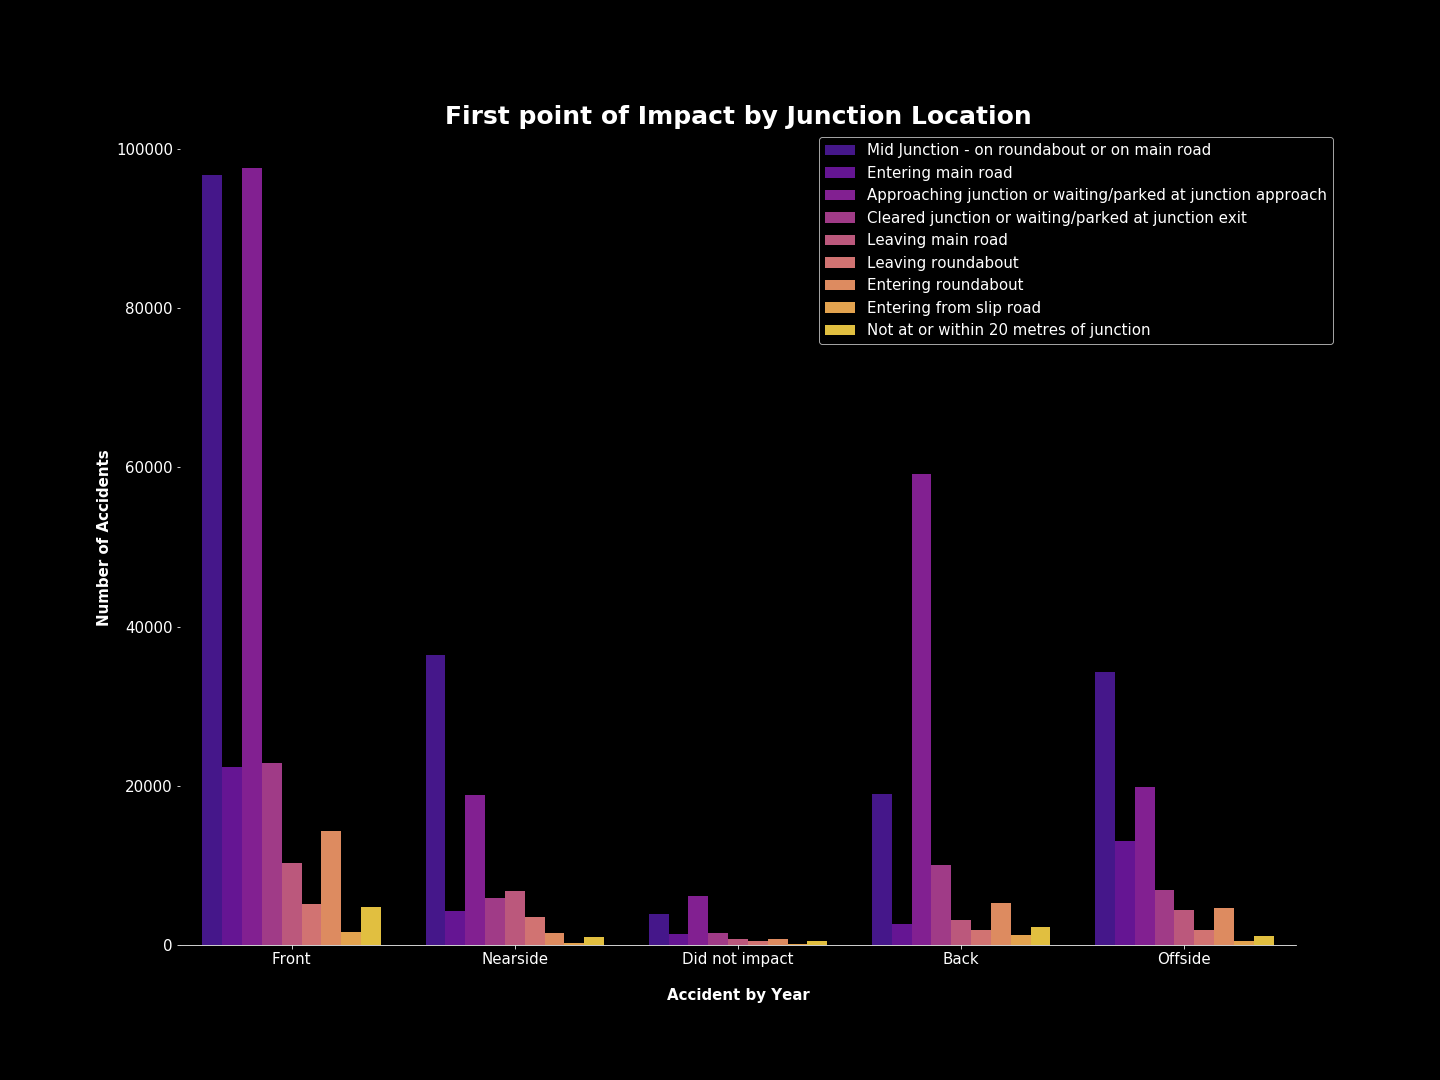 First point of Impact by Junction Location
Mid Junction - on roundabout or on main road
Entering main road
Approaching junction or waiting/parked at junction approach
Cleared junction or waiting/parked at junction exit
Leaving main road
Leaving roundabout
Entering roundabout
Entering from slip road
Not at or within 20 metres of junction
Number of Accidents
100000
80000
60000
40000
20000
0
Front Nearside Did not impact Back Offside
Accident by Year